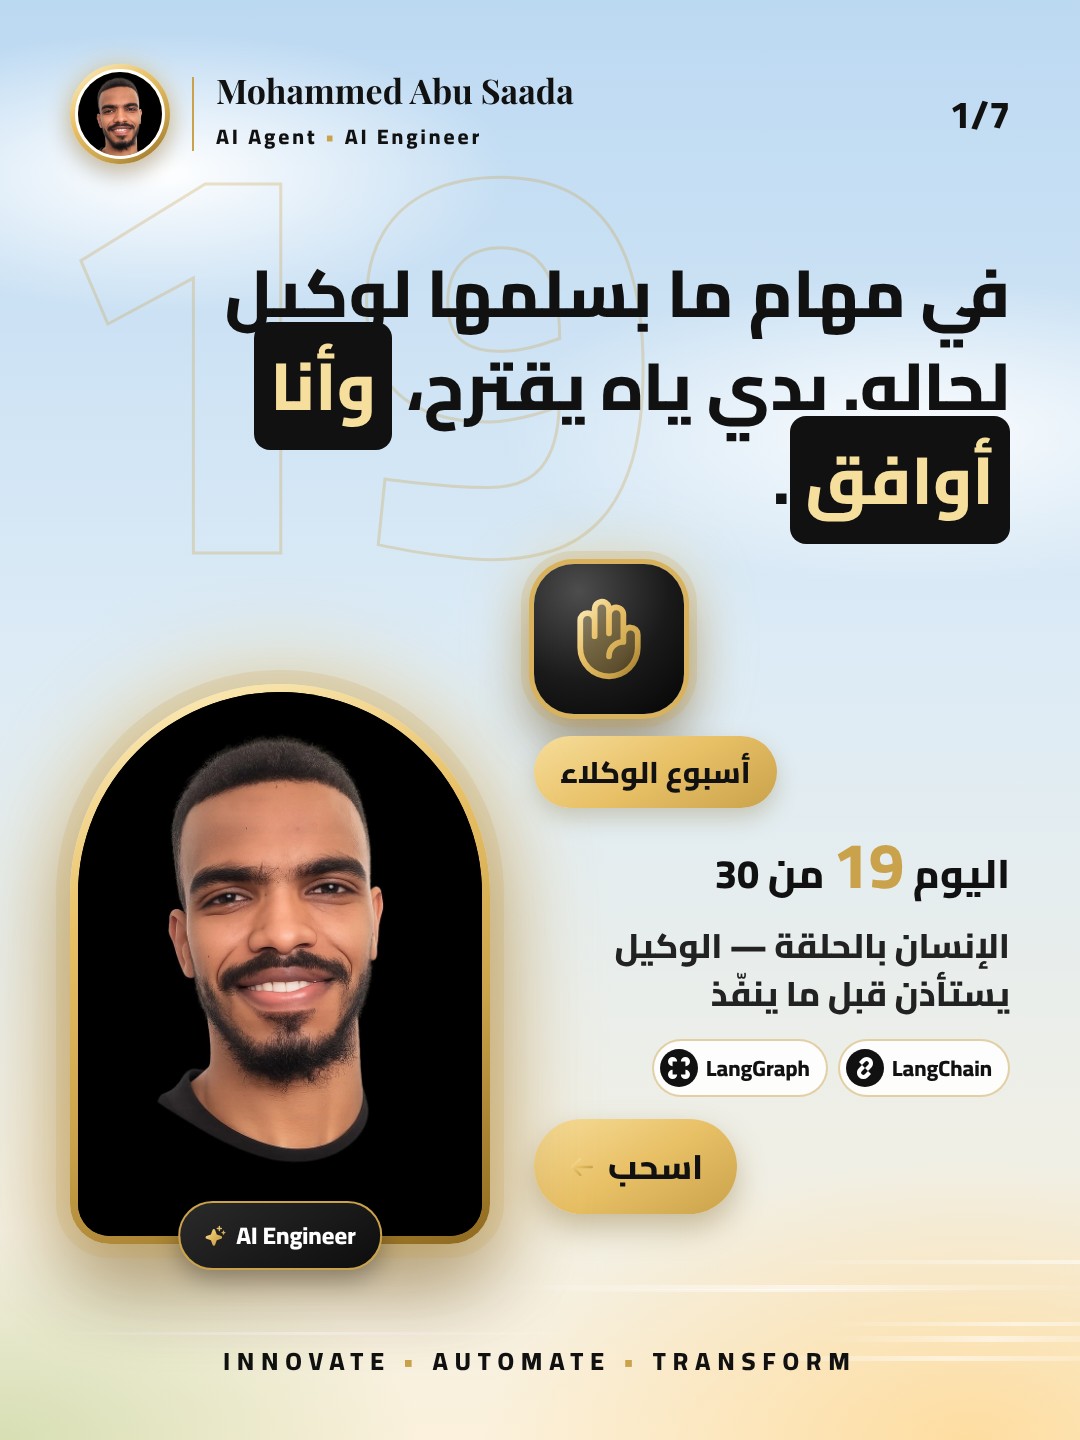 Mohammed Abu Saada
AI Agent ▪ AI Engineer
1/7
19
في مهام ما بسلمها لوكيل
لحاله. بدي ياه يقترح، وأنا
أوافق.
أسبوع الوكلاء
اليوم 19 من 30
الإنسان بالحلقة — الوكيل
يستأذن قبل ما ينفّذ
LangChain
LangGraph
اسحب ←
AI Engineer
INNOVATE ▪ AUTOMATE ▪ TRANSFORM